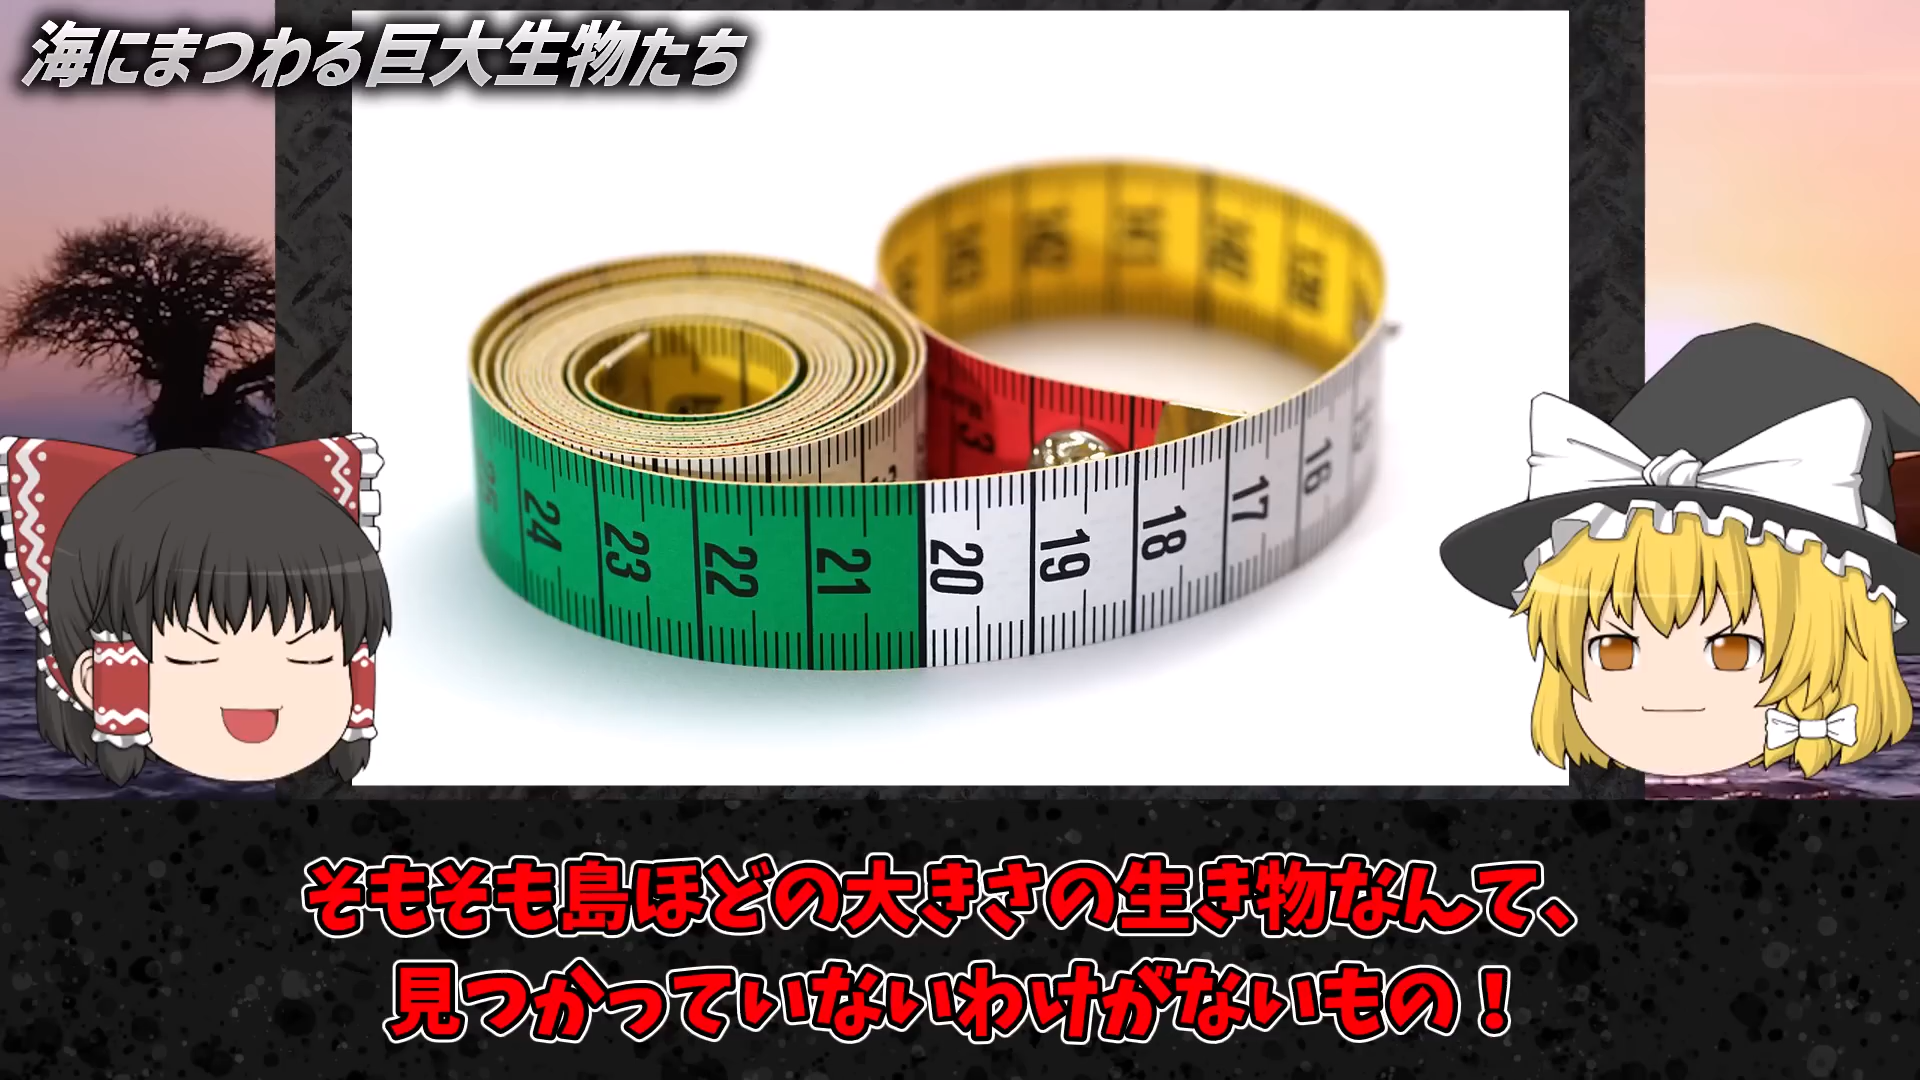 海にまつわる巨大生物たち
24 23 22 21 20 19 18 17 16
そもそも島ほどの大きさの生き物なんて、
見つかっていないわけがないもの！